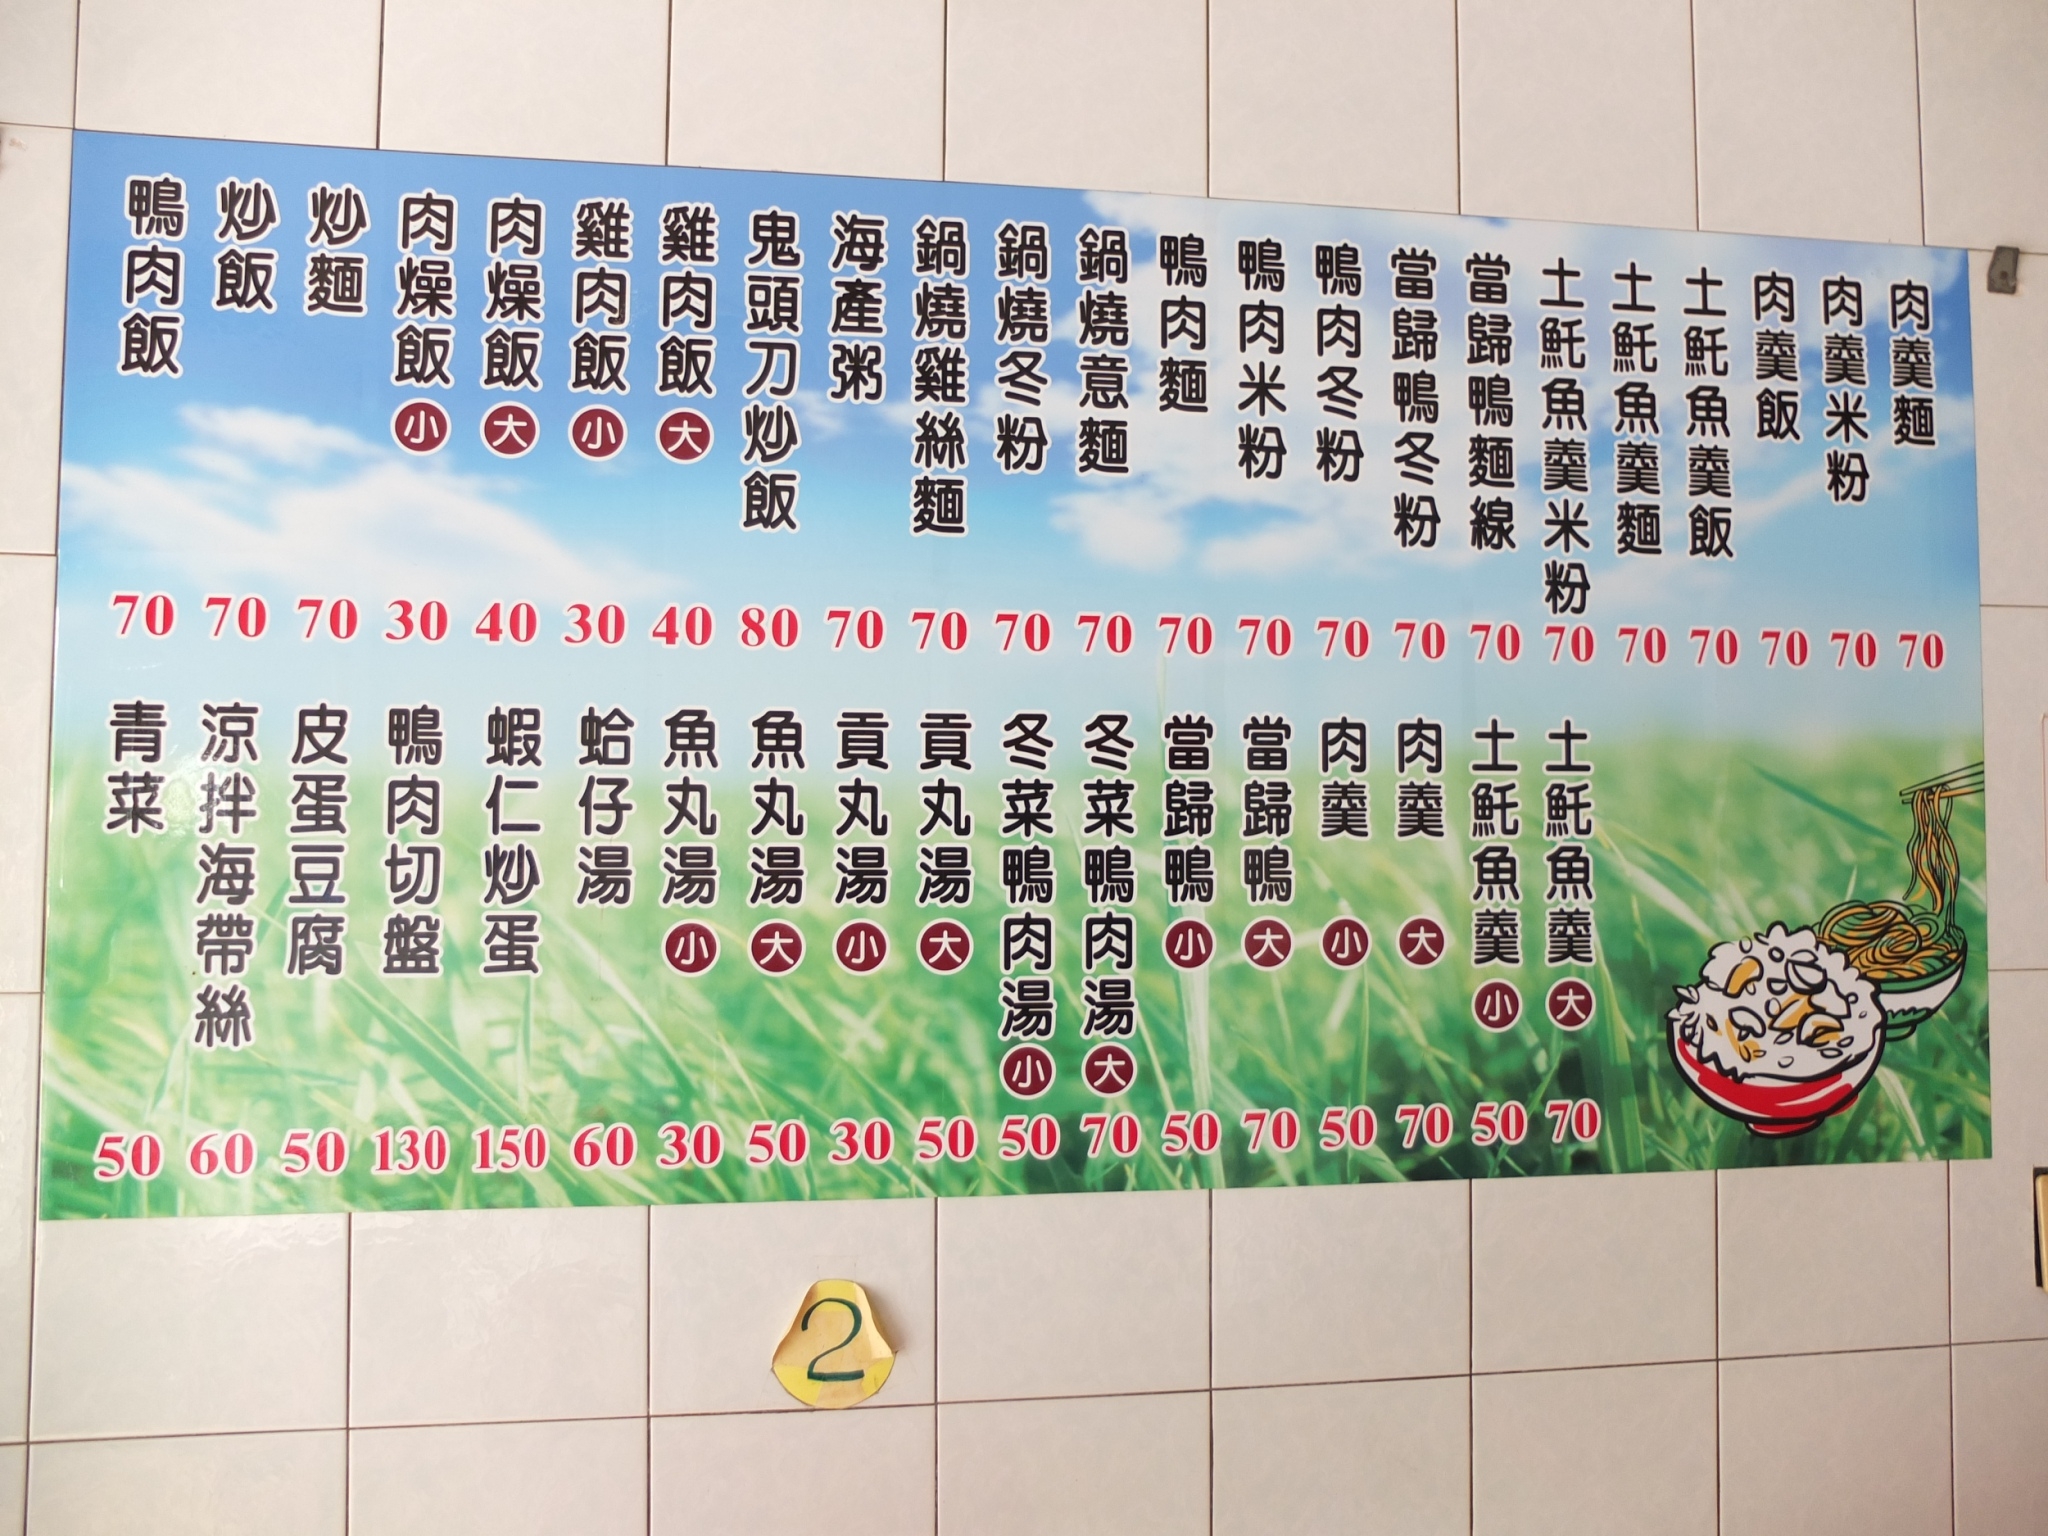 肉羹麵 70
肉羹米粉 70
肉羹飯 70
土魠魚羹飯 70
土魠魚羹麵 70
土魠魚羹米粉 70
當歸鴨麵線 70
當歸鴨冬粉 70
鴨肉冬粉 70
鴨肉米粉 70
鴨肉麵 70
鍋燒意麵 70
鍋燒冬粉 70
鍋燒雞絲麵 70
海產粥 70
鬼頭刀炒飯 80
雞肉飯大 40
雞肉飯小 30
肉燥飯大 40
肉燥飯小 30
炒麵 70
炒飯 70
鴨肉飯 70
土魠魚羹大 70
土魠魚羹小 50
肉羹大 70
肉羹小 50
當歸鴨大 70
當歸鴨小 50
冬菜鴨肉湯大 70
冬菜鴨肉湯小 50
貢丸湯大 50
貢丸湯小 30
魚丸湯大 50
魚丸湯小 30
蛤仔湯 60
蝦仁炒蛋 150
鴨肉切盤 130
皮蛋豆腐 50
涼拌海帶絲 60
青菜 50
2